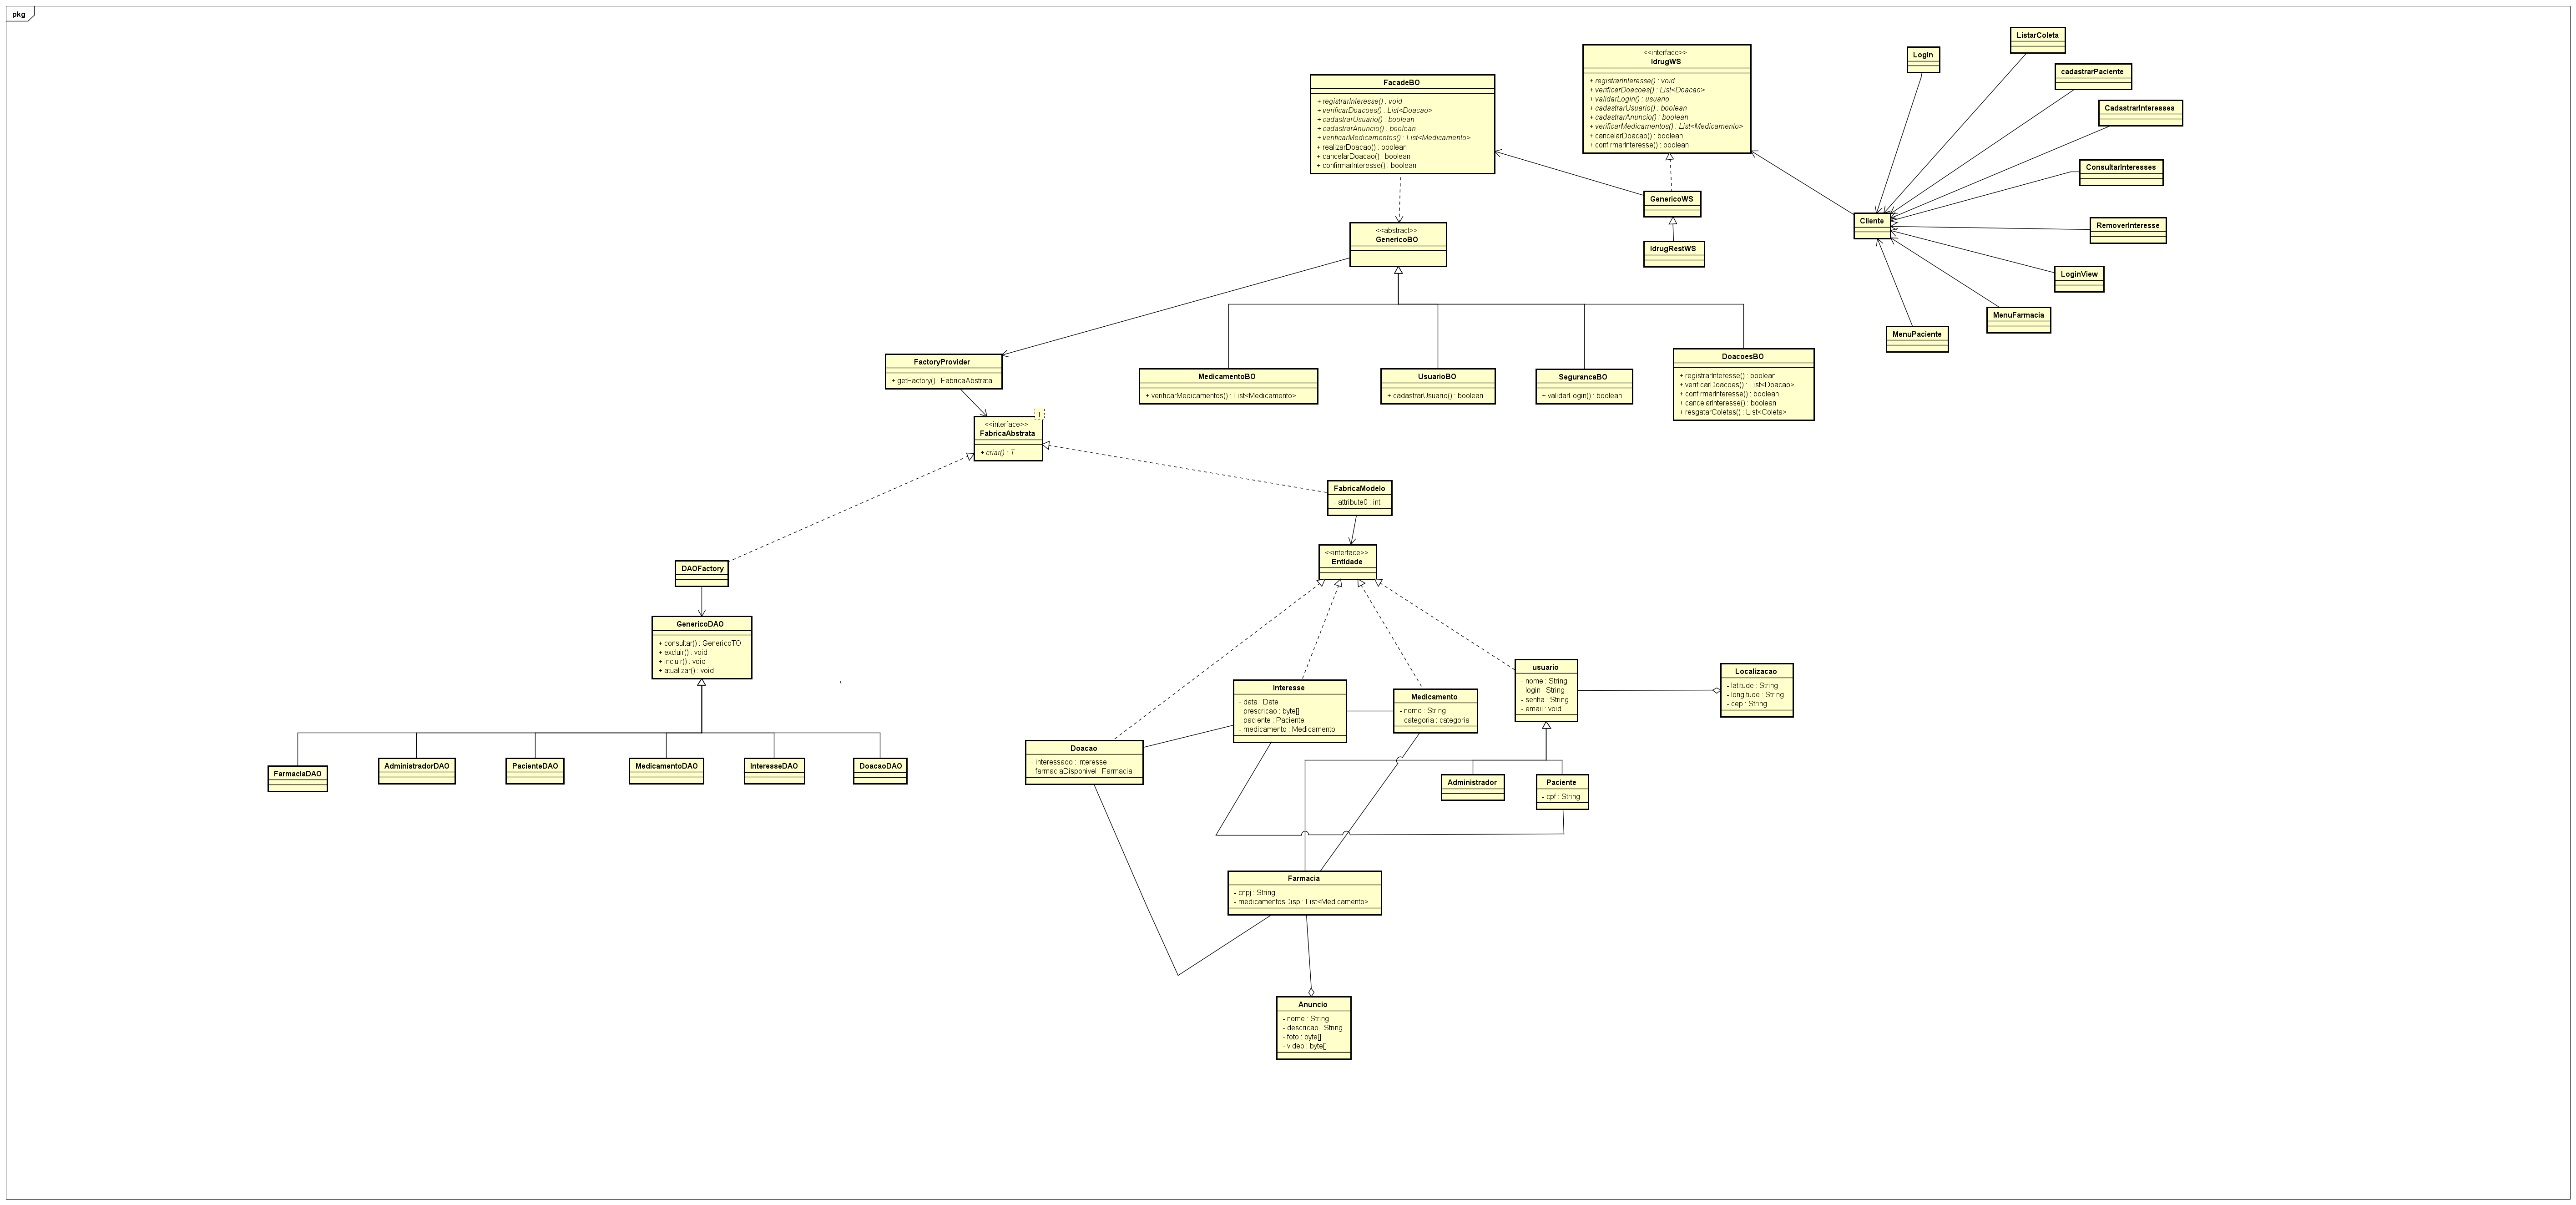 pkg
ListarColeta
Login
cadastrarPaciente
CadastrarInteresses
ConsultarInteresses
RemoverInteresse
LoginView
MenuFarmacia
MenuPaciente
Cliente
<<interface>>
IdrugWS
+ registrarInteresse() : void
+ verificarDoacoes() : List<Doacao>
+ validarLogin() : usuario
+ cadastrarUsuario() : boolean
+ cadastrarAnuncio() : boolean
+ verificarMedicamentos() : List<Medicamento>
+ cancelarDoacao() : boolean
+ confirmarInteresse() : boolean
FacadeBO
+ registrarInteresse() : void
+ verificarDoacoes() : List<Doacao>
+ cadastrarUsuario() : boolean
+ cadastrarAnuncio() : boolean
+ verificarMedicamentos() : List<Medicamento>
+ realizarDoacao() : boolean
+ cancelarDoacao() : boolean
+ confirmarInteresse() : boolean
GenericoWS
IdrugRestWS
<<abstract>>
GenericoBO
FactoryProvider
+ getFactory() : FabricaAbstrata
MedicamentoBO
+ verificarMedicamentos() : List<Medicamento>
UsuarioBO
+ cadastrarUsuario() : boolean
SegurancaBO
+ validarLogin() : boolean
DoacoesBO
+ registrarInteresse() : boolean
+ verificarDoacoes() : List<Doacao>
+ confirmarInteresse() : boolean
+ cancelarInteresse() : boolean
+ resgatarColetas() : List<Coleta>
T
<<interface>>
FabricaAbstrata
+ criar() : T
FabricaModelo
- attribute0 : int
<<interface>>
Entidade
DAOFactory
GenericoDAO
+ consultar() : GenericoTO
+ excluir() : void
+ incluir() : void
+ atualizar() : void
FarmaciaDAO
AdministradorDAO
PacienteDAO
MedicamentoDAO
InteresseDAO
DoacaoDAO
usuario
- nome : String
- login : String
- senha : String
- email : void
Localizacao
- latitude : String
- longitude : String
- cep : String
Interesse
- data : Date
- prescricao : byte[]
- paciente : Paciente
- medicamento : Medicamento
Medicamento
- nome : String
- categoria : categoria
Doacao
- interessado : Interesse
- farmaciaDisponivel : Farmacia
Administrador
Paciente
- cpf : String
Farmacia
- cnpj : String
- medicamentosDisp : List<Medicamento>
Anuncio
- nome : String
- descricao : String
- foto : byte[]
- video : byte[]